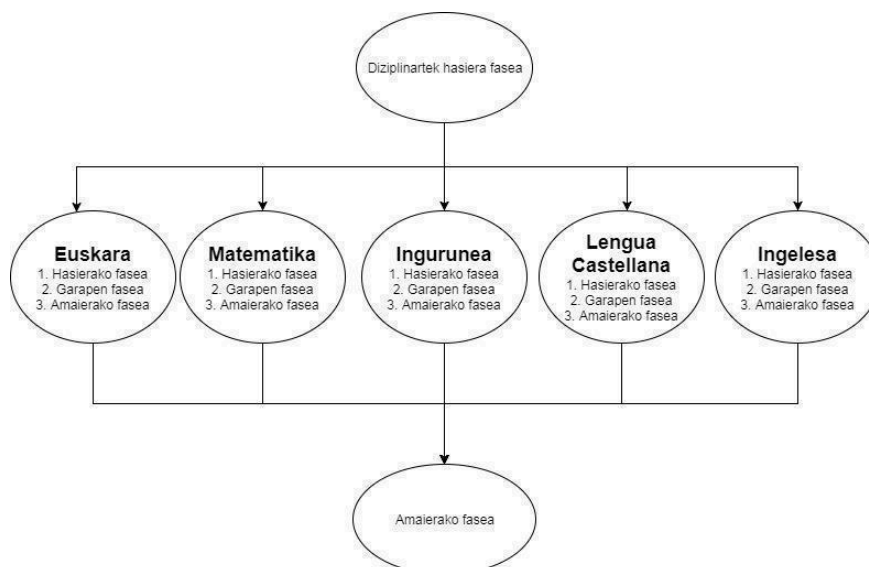 Diziplinartek hasiera fasea
Euskara
1. Hasierako fasea
2. Garapen fasea
3. Amaierako fasea
Matematika
1. Hasierako fasea
2. Garapen fasea
3. Amaierako fasea
Ingurunea
1. Hasierako fasea
2. Garapen fasea
3. Amaierako fasea
Lengua
Castellana
1. Hasierako fasea
2. Garapen fasea
3. Amaierako fasea
Ingelesa
1. Hasierako fasea
2. Garapen fasea
3. Amaierako fasea
Amaierako fasea